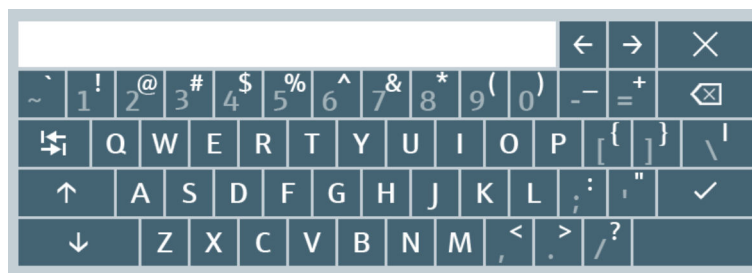 ← → ×
~ ` 1 ! 2 @ 3 # 4 $ 5 % 6 ^ 7 & 8 * 9 ( 0 ) - _ = +
Q W E R T Y U I O P [ { ] } \ |
A S D F G H J K L ; : ' "
Z X C V B N M , < . > / ?